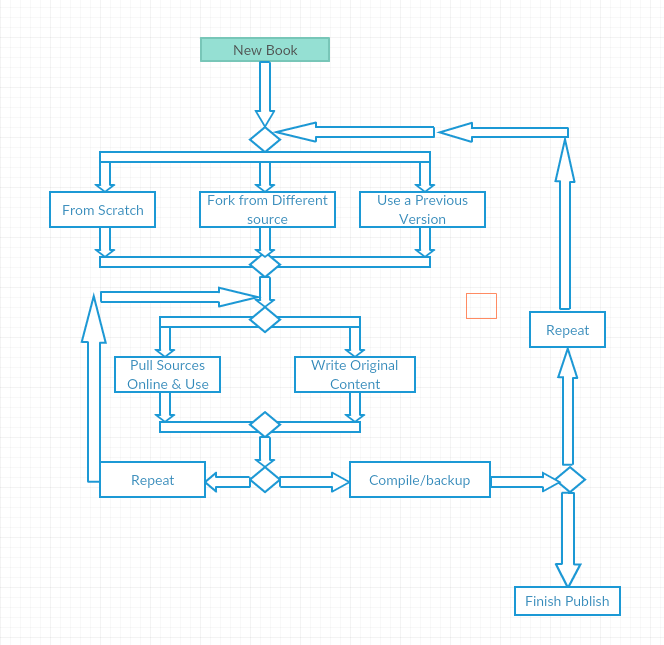 New Book
From Scratch
Fork from Different
source
Use a Previous
Version
Pull Sources
Online & Use
Write Original
Content
Repeat
Repeat
Compile/backup
Finish Publish